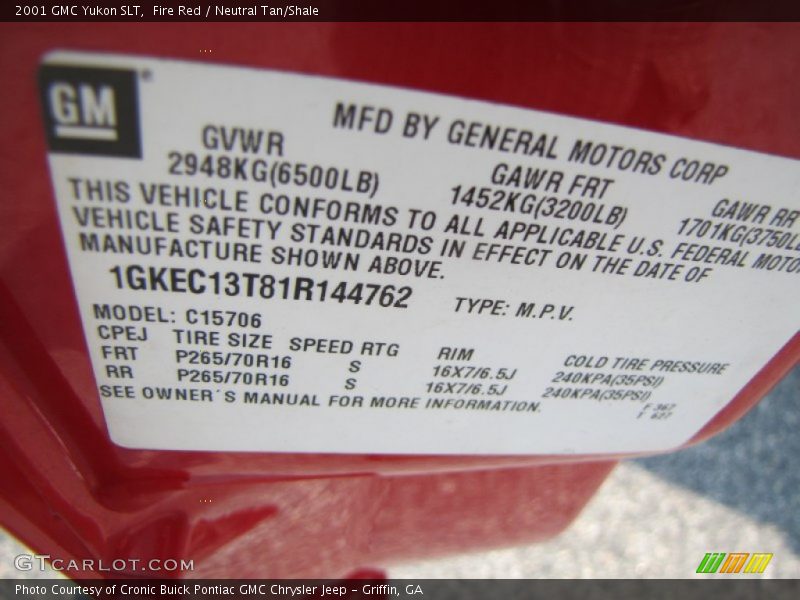 2001 GMC Yukon SLT, Fire Red / Neutral Tan/Shale
GM
MFD BY GENERAL MOTORS CORP
GVWR GAWR FRT GAWR RR
2948KG(6500LB) 1452KG(3200LB) 1701KG(3750LB
THIS VEHICLE CONFORMS TO ALL APPLICABLE U.S. FEDERAL MOTOR
VEHICLE SAFETY STANDARDS IN EFFECT ON THE DATE OF
MANUFACTURE SHOWN ABOVE.
1GKEC13T81R144762 TYPE: M.P.V.
MODEL: C15706
CPEJ TIRE SIZE SPEED RTG RIM COLD TIRE PRESSURE
FRT P265/70R16 S 16X7/6.5J 240KPA(35PSI)
RR P265/70R16 S 16X7/6.5J 240KPA(35PSI)
SEE OWNER'S MANUAL FOR MORE INFORMATION.
F 367
T 627
GTCARLOT.COM
Photo Courtesy of Cronic Buick Pontiac GMC Chrysler Jeep - Griffin, GA